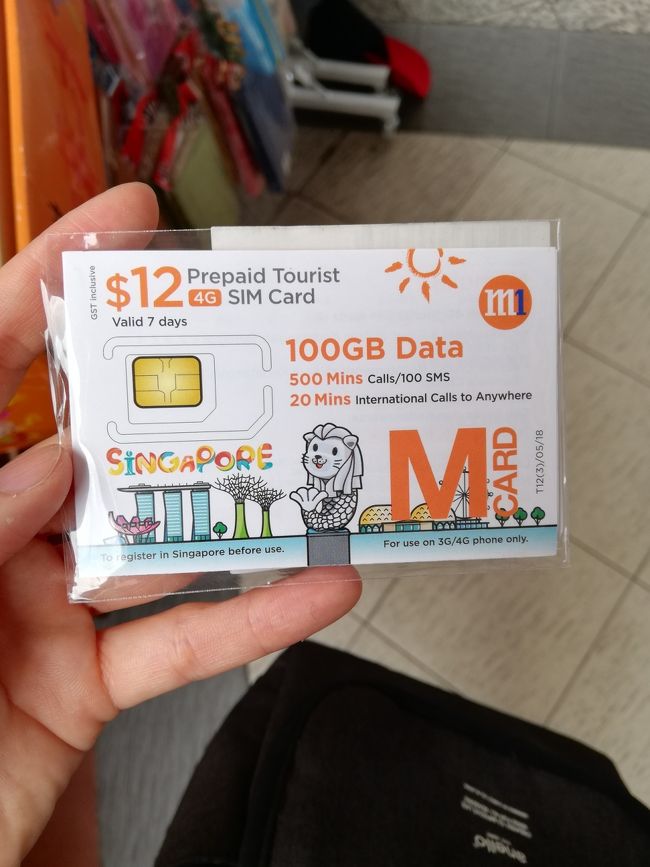 GST inclusive
$12 Prepaid Tourist
4G SIM Card
Valid 7 days
m1
100GB Data
500 Mins Calls/100 SMS
20 Mins International Calls to Anywhere
SINGAPORE
M CARD
T12(3)/05/18
To register in Singapore before use.
For use on 3G/4G phone only.
anello